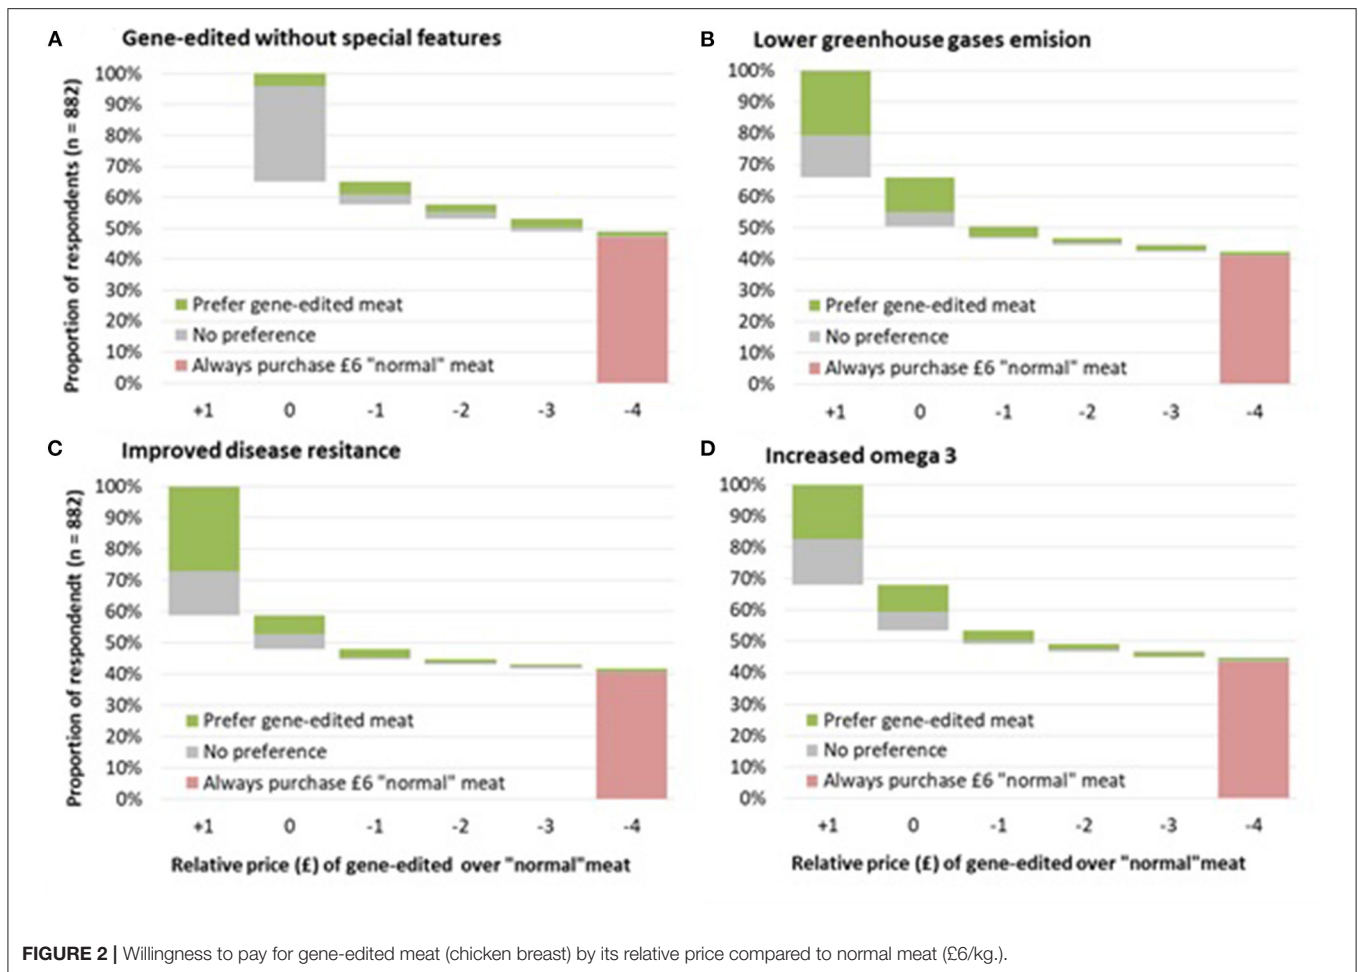 A
Gene-edited without special features
Proportion of respondents (n = 882)
100%
90%
80%
70%
60%
50%
40%
30%
20%
10%
0%
Prefer gene-edited meat
No preference
Always purchase £6 "normal" meat
+1 0 -1 -2 -3 -4
B
Lower greenhouse gases emision
100%
90%
80%
70%
60%
50%
40%
30%
20%
10%
0%
Prefer gene-edited meat
No preference
Always purchase £6 "normal" meat
+1 0 -1 -2 -3 -4
C
Improved disease resitance
Proportion of respondendt (n = 882)
100%
90%
80%
70%
60%
50%
40%
30%
20%
10%
0%
Prefer gene-edited meat
No preference
Always purchase £6 "normal" meat
+1 0 -1 -2 -3 -4
Relative price (£) of gene-edited over "normal"meat
D
Increased omega 3
100%
90%
80%
70%
60%
50%
40%
30%
20%
10%
0%
Prefer gene-edited meat
No preference
Always purchase £6 "normal" meat
+1 0 -1 -2 -3 -4
Relative price (£) of gene-edited over "normal"meat
FIGURE 2 | Willingness to pay for gene-edited meat (chicken breast) by its relative price compared to normal meat (£6/kg.).